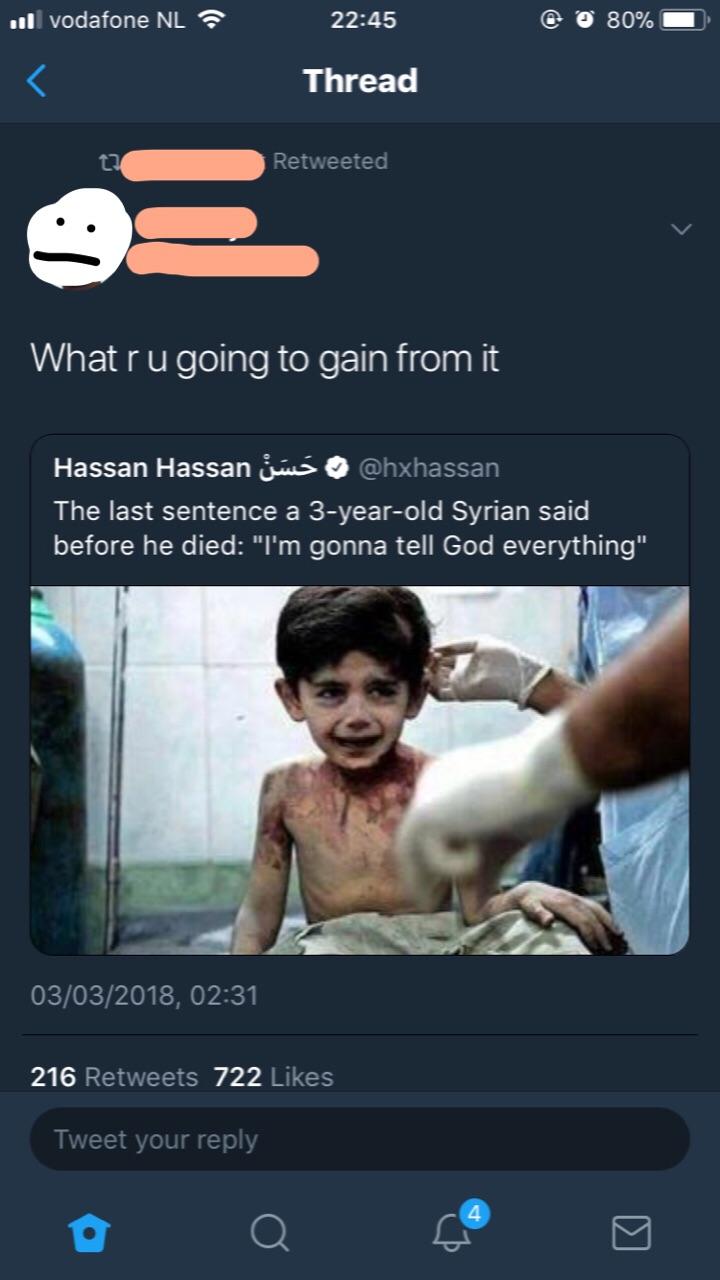 vodafone NL 22:45 80%
Thread
Retweeted
What r u going to gain from it
Hassan Hassan حَسَنْ @hxhassan
The last sentence a 3-year-old Syrian said
before he died: "I'm gonna tell God everything"
03/03/2018, 02:31
216 Retweets 722 Likes
Tweet your reply
4